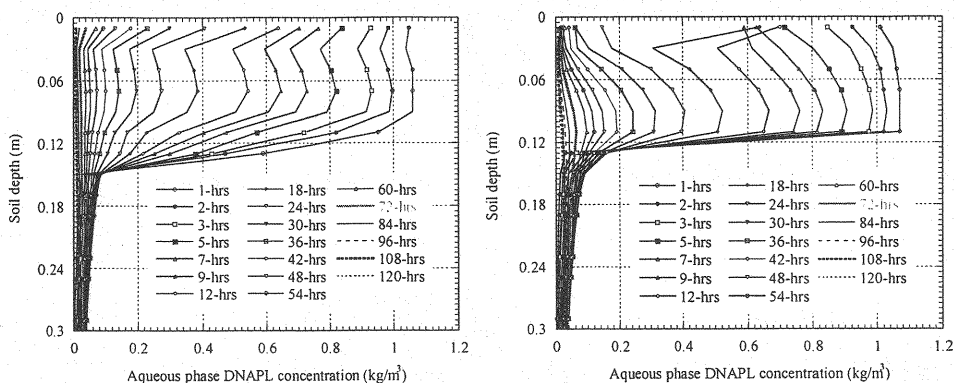 0
0.06
0.12
0.18
0.24
0.3
Soil depth (m)
1-hrs 18-hrs 60-hrs
2-hrs 24-hrs 72-hrs
3-hrs 30-hrs 84-hrs
5-hrs 36-hrs 96-hrs
7-hrs 42-hrs 108-hrs
9-hrs 48-hrs 120-hrs
12-hrs 54-hrs
0 0.2 0.4 0.6 0.8 1 1.2
Aqueous phase DNAPL concentration (kg/m³)
0
0.06
0.12
0.18
0.24
0.3
Soil depth (m)
1-hrs 18-hrs 60-hrs
2-hrs 24-hrs 72-hrs
3-hrs 30-hrs 84-hrs
5-hrs 36-hrs 96-hrs
7-hrs 42-hrs 108-hrs
9-hrs 48-hrs 120-hrs
12-hrs 54-hrs
0 0.2 0.4 0.6 0.8 1 1.2
Aqueous phase DNAPL concentration (kg/m³)